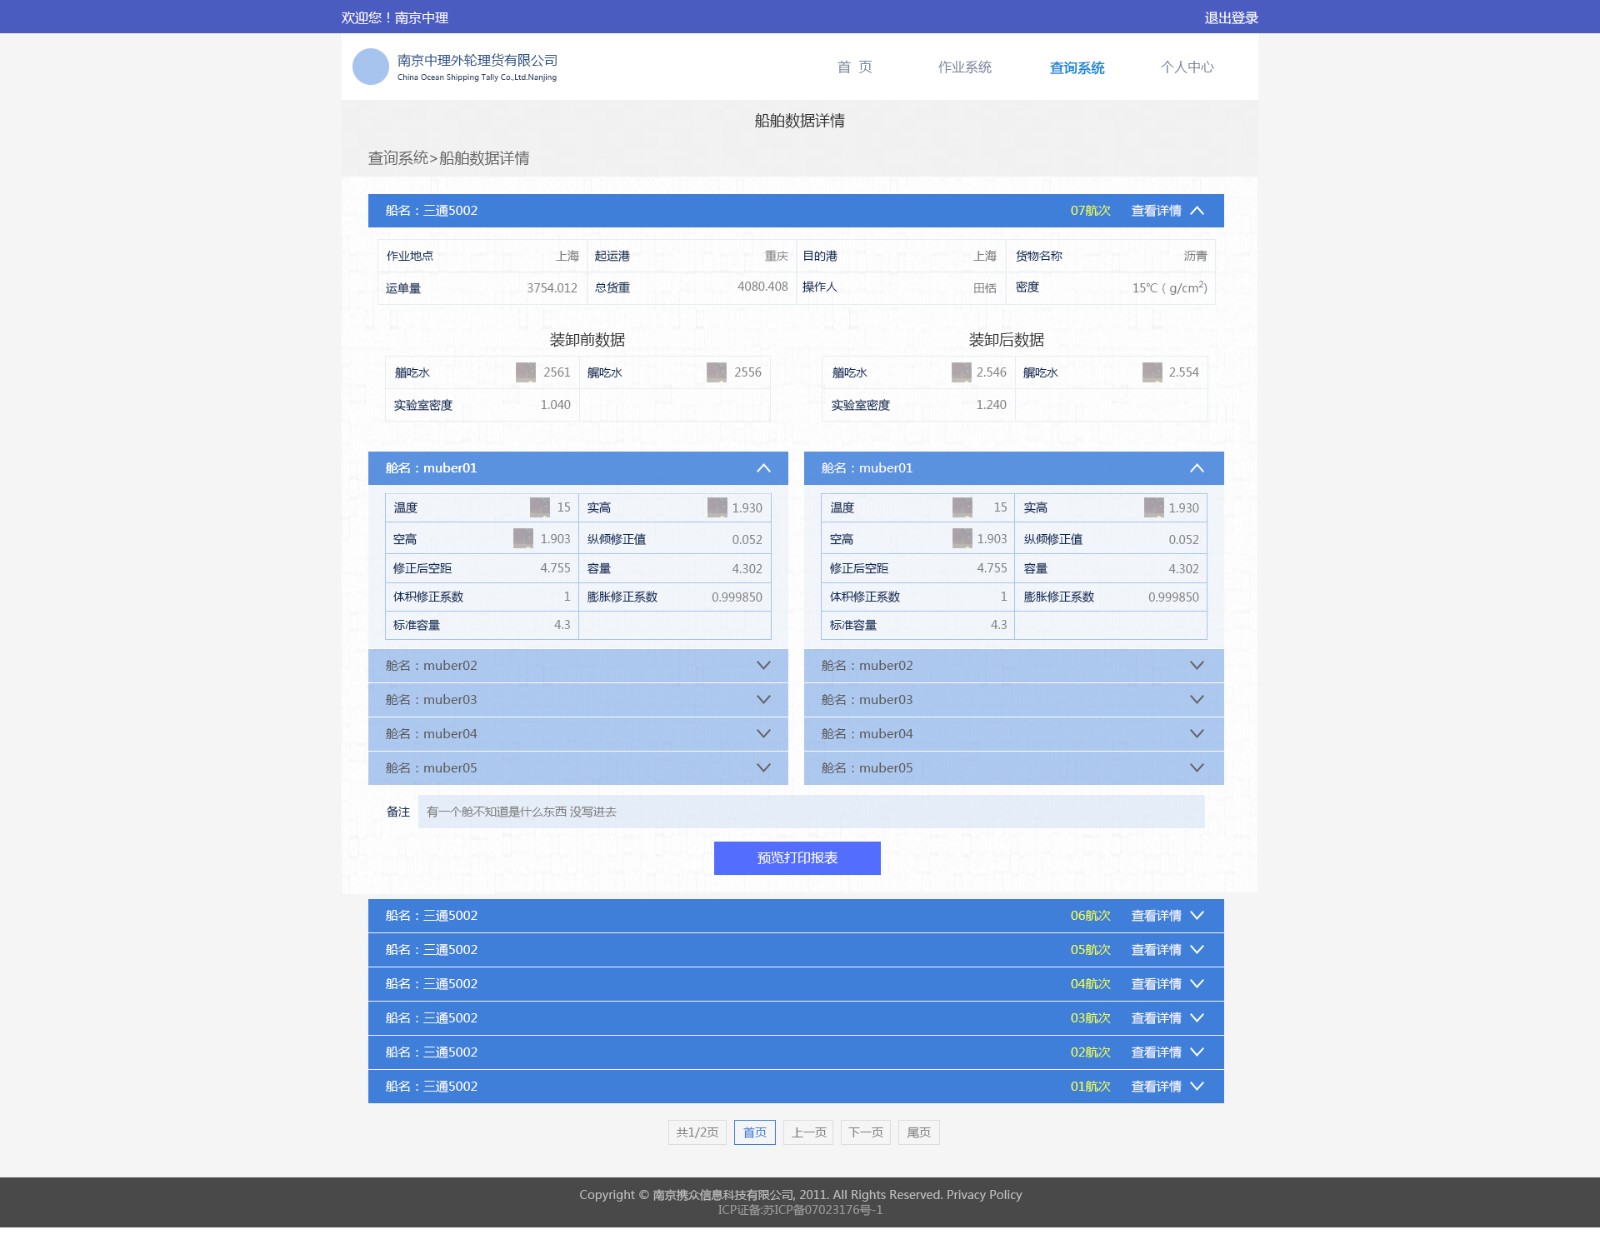 欢迎您！南京中理 退出登录
南京中理外轮理货有限公司
China Ocean Shipping Tally Co.,Ltd.Nanjing
首 页 作业系统 查询系统 个人中心
船舶数据详情
查询系统>船舶数据详情
船名：三通5002 07航次 查看详情
作业地点 上海 起运港 重庆 目的港 上海 货物名称 沥青
运单量 3754.012 总货重 4080.408 操作人 田恬 密度 15℃（ g/cm²)
装卸前数据 装卸后数据
艏吃水 2561 艉吃水 2556 艏吃水 2.546 艉吃水 2.554
实验室密度 1.040 实验室密度 1.240
舱名：muber01 舱名：muber01
温度 15 实高 1.930 温度 15 实高 1.930
空高 1.903 纵倾修正值 0.052 空高 1.903 纵倾修正值 0.052
修正后空距 4.755 容量 4.302 修正后空距 4.755 容量 4.302
体积修正系数 1 膨胀修正系数 0.999850 体积修正系数 1 膨胀修正系数 0.999850
标准容量 4.3 标准容量 4.3
舱名：muber02 舱名：muber02
舱名：muber03 舱名：muber03
舱名：muber04 舱名：muber04
舱名：muber05 舱名：muber05
备注 有一个舱不知道是什么东西 没写进去
预览打印报表
船名：三通5002 06航次 查看详情
船名：三通5002 05航次 查看详情
船名：三通5002 04航次 查看详情
船名：三通5002 03航次 查看详情
船名：三通5002 02航次 查看详情
船名：三通5002 01航次 查看详情
共1/2页 首页 上一页 下一页 尾页
Copyright © 南京携众信息科技有限公司, 2011. All Rights Reserved. Privacy Policy
ICP证备:苏ICP备07023176号-1